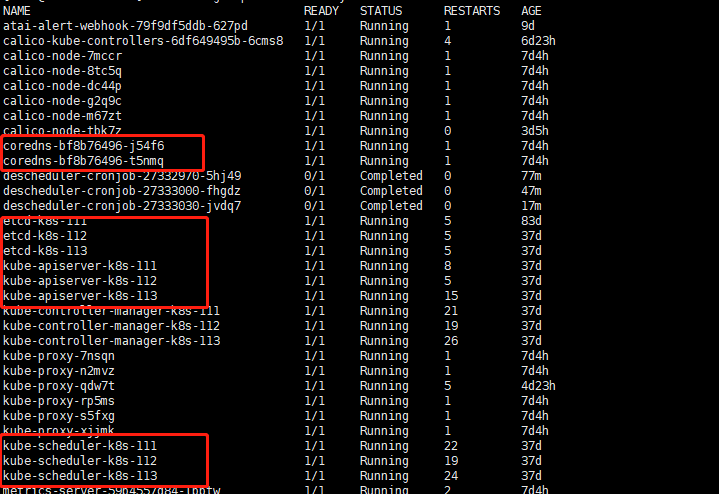 NAME READY STATUS RESTARTS AGE
atai-alert-webhook-79f9df5ddb-627pd 1/1 Running 1 9d
calico-kube-controllers-6df649495b-6cms8 1/1 Running 4 6d23h
calico-node-7mccr 1/1 Running 1 7d4h
calico-node-8tc5q 1/1 Running 1 7d4h
calico-node-dc44p 1/1 Running 1 7d4h
calico-node-g2q9c 1/1 Running 1 7d4h
calico-node-m67zt 1/1 Running 1 7d4h
calico-node-tbk7z 1/1 Running 0 3d5h
coredns-bf8b76496-j54f6 1/1 Running 1 7d4h
coredns-bf8b76496-t5nmq 1/1 Running 1 7d4h
descheduler-cronjob-27332970-5hj49 0/1 Completed 0 77m
descheduler-cronjob-27333000-fhgdz 0/1 Completed 0 47m
descheduler-cronjob-27333030-jvdq7 0/1 Completed 0 17m
etcd-k8s-111 1/1 Running 5 83d
etcd-k8s-112 1/1 Running 5 37d
etcd-k8s-113 1/1 Running 5 37d
kube-apiserver-k8s-111 1/1 Running 8 37d
kube-apiserver-k8s-112 1/1 Running 5 37d
kube-apiserver-k8s-113 1/1 Running 15 37d
kube-controller-manager-k8s-111 1/1 Running 21 37d
kube-controller-manager-k8s-112 1/1 Running 19 37d
kube-controller-manager-k8s-113 1/1 Running 26 37d
kube-proxy-7nsqn 1/1 Running 1 7d4h
kube-proxy-n2mvz 1/1 Running 1 7d4h
kube-proxy-qdw7t 1/1 Running 5 4d23h
kube-proxy-rp5ms 1/1 Running 1 7d4h
kube-proxy-s5fxg 1/1 Running 1 7d4h
kube-proxy-xjjmk 1/1 Running 1 7d4h
kube-scheduler-k8s-111 1/1 Running 22 37d
kube-scheduler-k8s-112 1/1 Running 19 37d
kube-scheduler-k8s-113 1/1 Running 24 37d
1/1 Running 2 7d4h